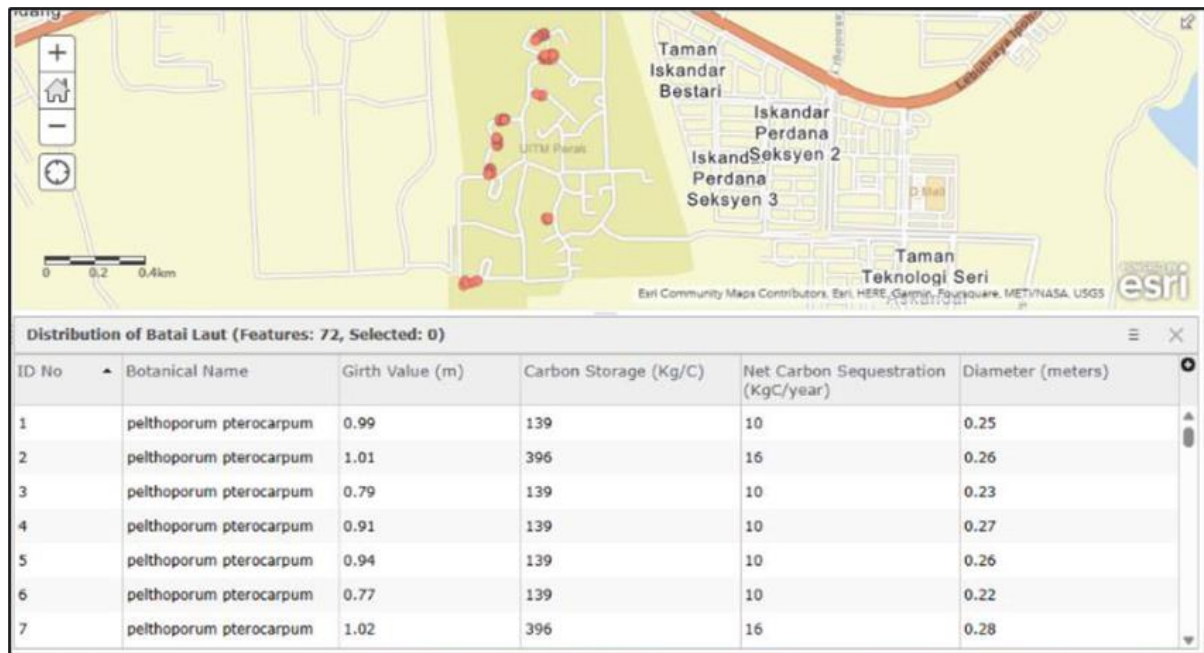 +
−
0 0.2 0.4km
UiTM Perak
Taman
Iskandar
Bestari
Iskandar
Perdana
Seksyen 2
Perdana
Seksyen 3
D Mall
Taman
Teknologi Seri
Iskandar
Lebuhraya Ipoh
Esri Community Maps Contributors, Esri, HERE, Garmin, Foursquare, METI/NASA, USGS
esri
Distribution of Batai Laut (Features: 72, Selected: 0)
ID No Botanical Name Girth Value (m) Carbon Storage (Kg/C) Net Carbon Sequestration (KgC/year) Diameter (meters)
1 pelthoporum pterocarpum 0.99 139 10 0.25
2 pelthoporum pterocarpum 1.01 396 16 0.26
3 pelthoporum pterocarpum 0.79 139 10 0.23
4 pelthoporum pterocarpum 0.91 139 10 0.27
5 pelthoporum pterocarpum 0.94 139 10 0.26
6 pelthoporum pterocarpum 0.77 139 10 0.22
7 pelthoporum pterocarpum 1.02 396 16 0.28